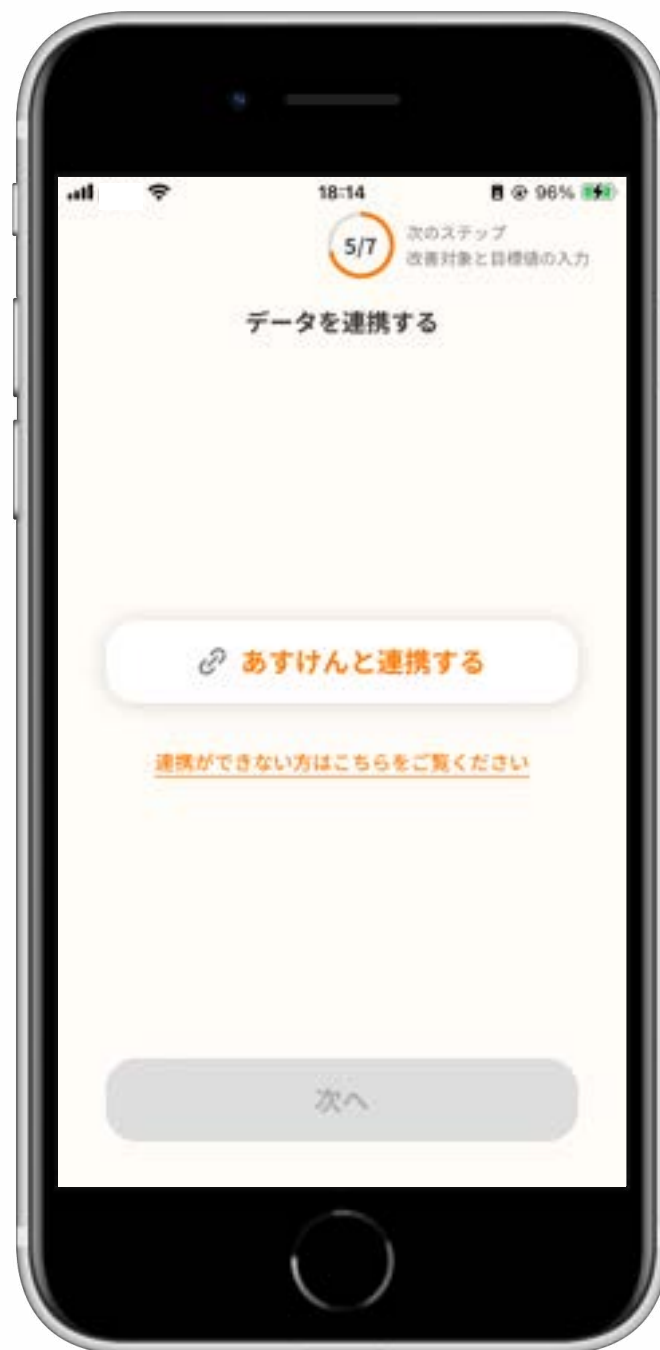 18:14
96%
5/7
次のステップ
改善対象と目標値の入力
データを連携する
あすけんと連携する
連携ができない方はこちらをご覧ください
次へ